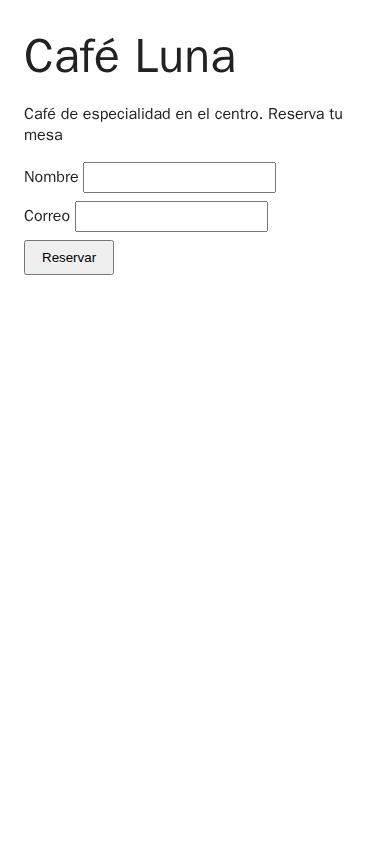 Café Luna
Café de especialidad en el centro. Reserva tu
mesa
Nombre
Correo
Reservar